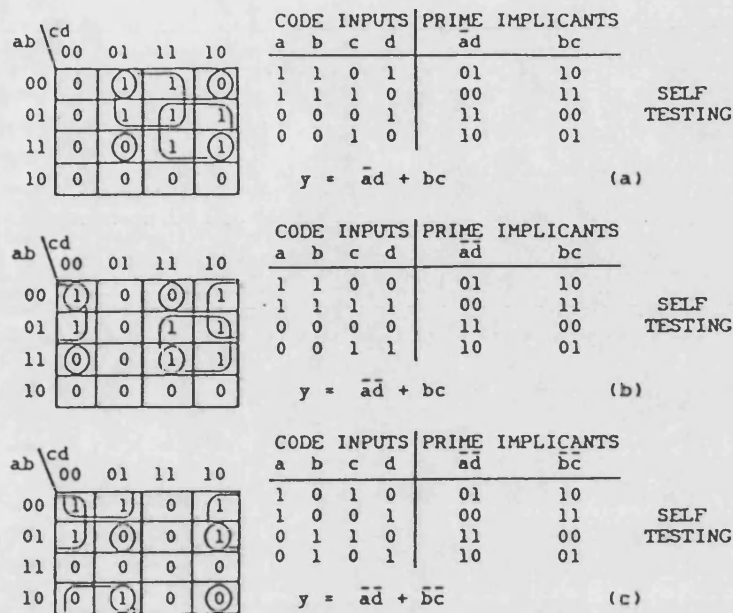 CODE INPUTS PRIME IMPLICANTS
ab \ cd 00 01 11 10 a b c d a̅d bc
00 0 1 1 0 1 1 0 1 01 10
1 1 1 0 00 11 SELF
01 0 1 1 1 0 0 0 1 11 00 TESTING
11 0 0 1 1 0 0 1 0 10 01
10 0 0 0 0 y = a̅d + bc (a)
CODE INPUTS PRIME IMPLICANTS
ab \ cd 00 01 11 10 a b c d a̅d̅ bc
00 1 0 0 1 1 1 0 0 01 10
1 1 1 1 00 11 SELF
01 1 0 1 1 0 0 0 0 11 00 TESTING
11 0 0 1 1 0 0 1 1 10 01
10 0 0 0 0 y = a̅d̅ + bc (b)
CODE INPUTS PRIME IMPLICANTS
ab \ cd 00 01 11 10 a b c d a̅d̅ b̅c̅
00 1 1 0 1 1 0 1 0 01 10
1 0 0 1 00 11 SELF
01 1 0 0 1 0 1 1 0 11 00 TESTING
11 0 0 0 0 0 1 0 1 10 01
10 0 1 0 0 y = a̅d̅ + b̅c̅ (c)